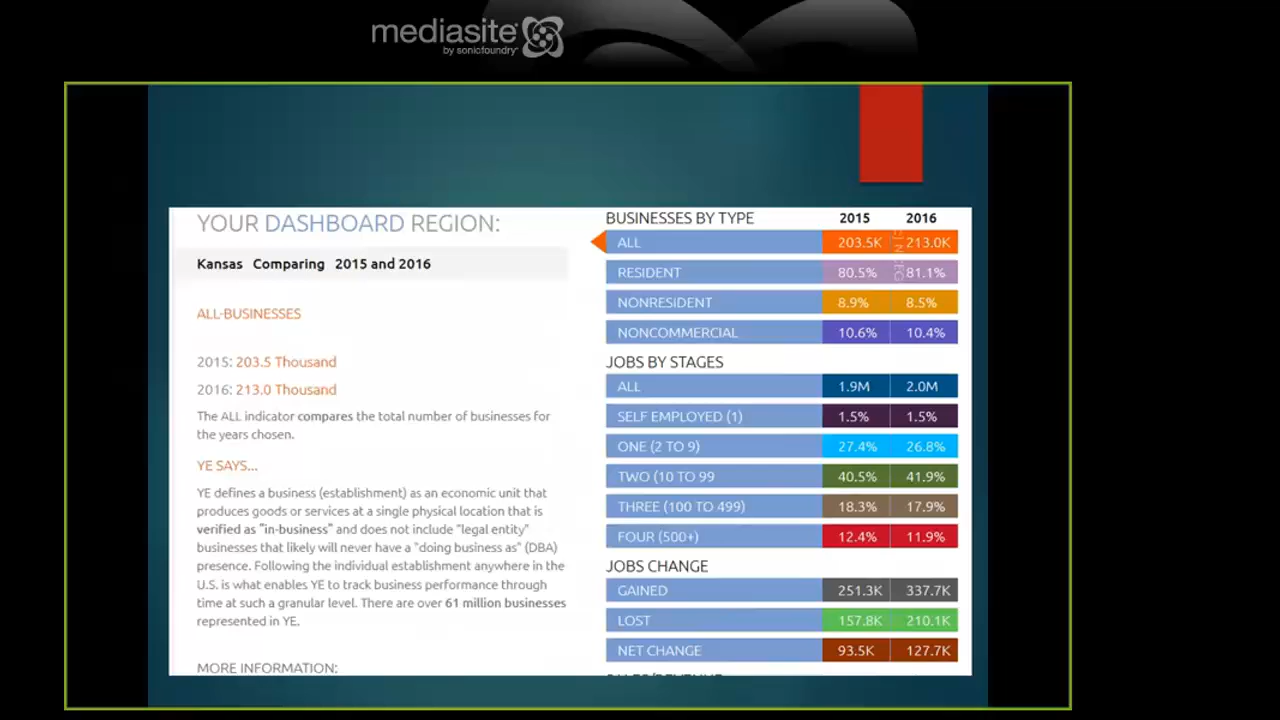 mediasite
by sonicfoundry
YOUR DASHBOARD REGION:
Kansas Comparing 2015 and 2016
ALL-BUSINESSES
2015: 203.5 Thousand
2016: 213.0 Thousand
The ALL indicator compares the total number of businesses for
the years chosen.
YE SAYS...
YE defines a business (establishment) as an economic unit that
produces goods or services at a single physical location that is
verified as "in-business" and does not include "legal entity"
businesses that likely will never have a "doing business as" (DBA)
presence. Following the individual establishment anywhere in the
U.S. is what enables YE to track business performance through
time at such a granular level. There are over 61 million businesses
represented in YE.
MORE INFORMATION:
BUSINESSES BY TYPE 2015 2016
ALL 203.5K 213.0K
RESIDENT 80.5% 81.1%
NONRESIDENT 8.9% 8.5%
NONCOMMERCIAL 10.6% 10.4%
JOBS BY STAGES
ALL 1.9M 2.0M
SELF EMPLOYED (1) 1.5% 1.5%
ONE (2 TO 9) 27.4% 26.8%
TWO (10 TO 99 40.5% 41.9%
THREE (100 TO 499) 18.3% 17.9%
FOUR (500+) 12.4% 11.9%
JOBS CHANGE
GAINED 251.3K 337.7K
LOST 157.8K 210.1K
NET CHANGE 93.5K 127.7K